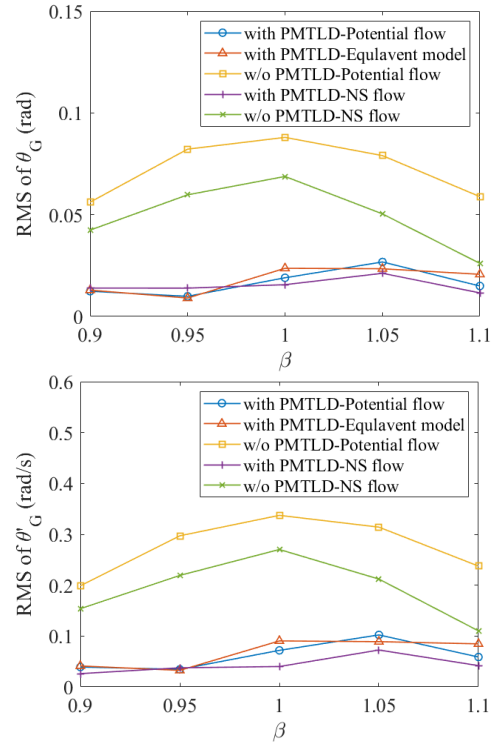 0.15
0.1
0.05
0
RMS of θ_G (rad)
with PMTLD-Potential flow
with PMTLD-Equlavent model
w/o PMTLD-Potential flow
with PMTLD-NS flow
w/o PMTLD-NS flow
0.9 0.95 1 1.05 1.1
β
0.6
0.5
0.4
0.3
0.2
0.1
0
RMS of θ'_G (rad/s)
with PMTLD-Potential flow
with PMTLD-Equlavent model
w/o PMTLD-Potential flow
with PMTLD-NS flow
w/o PMTLD-NS flow
0.9 0.95 1 1.05 1.1
β